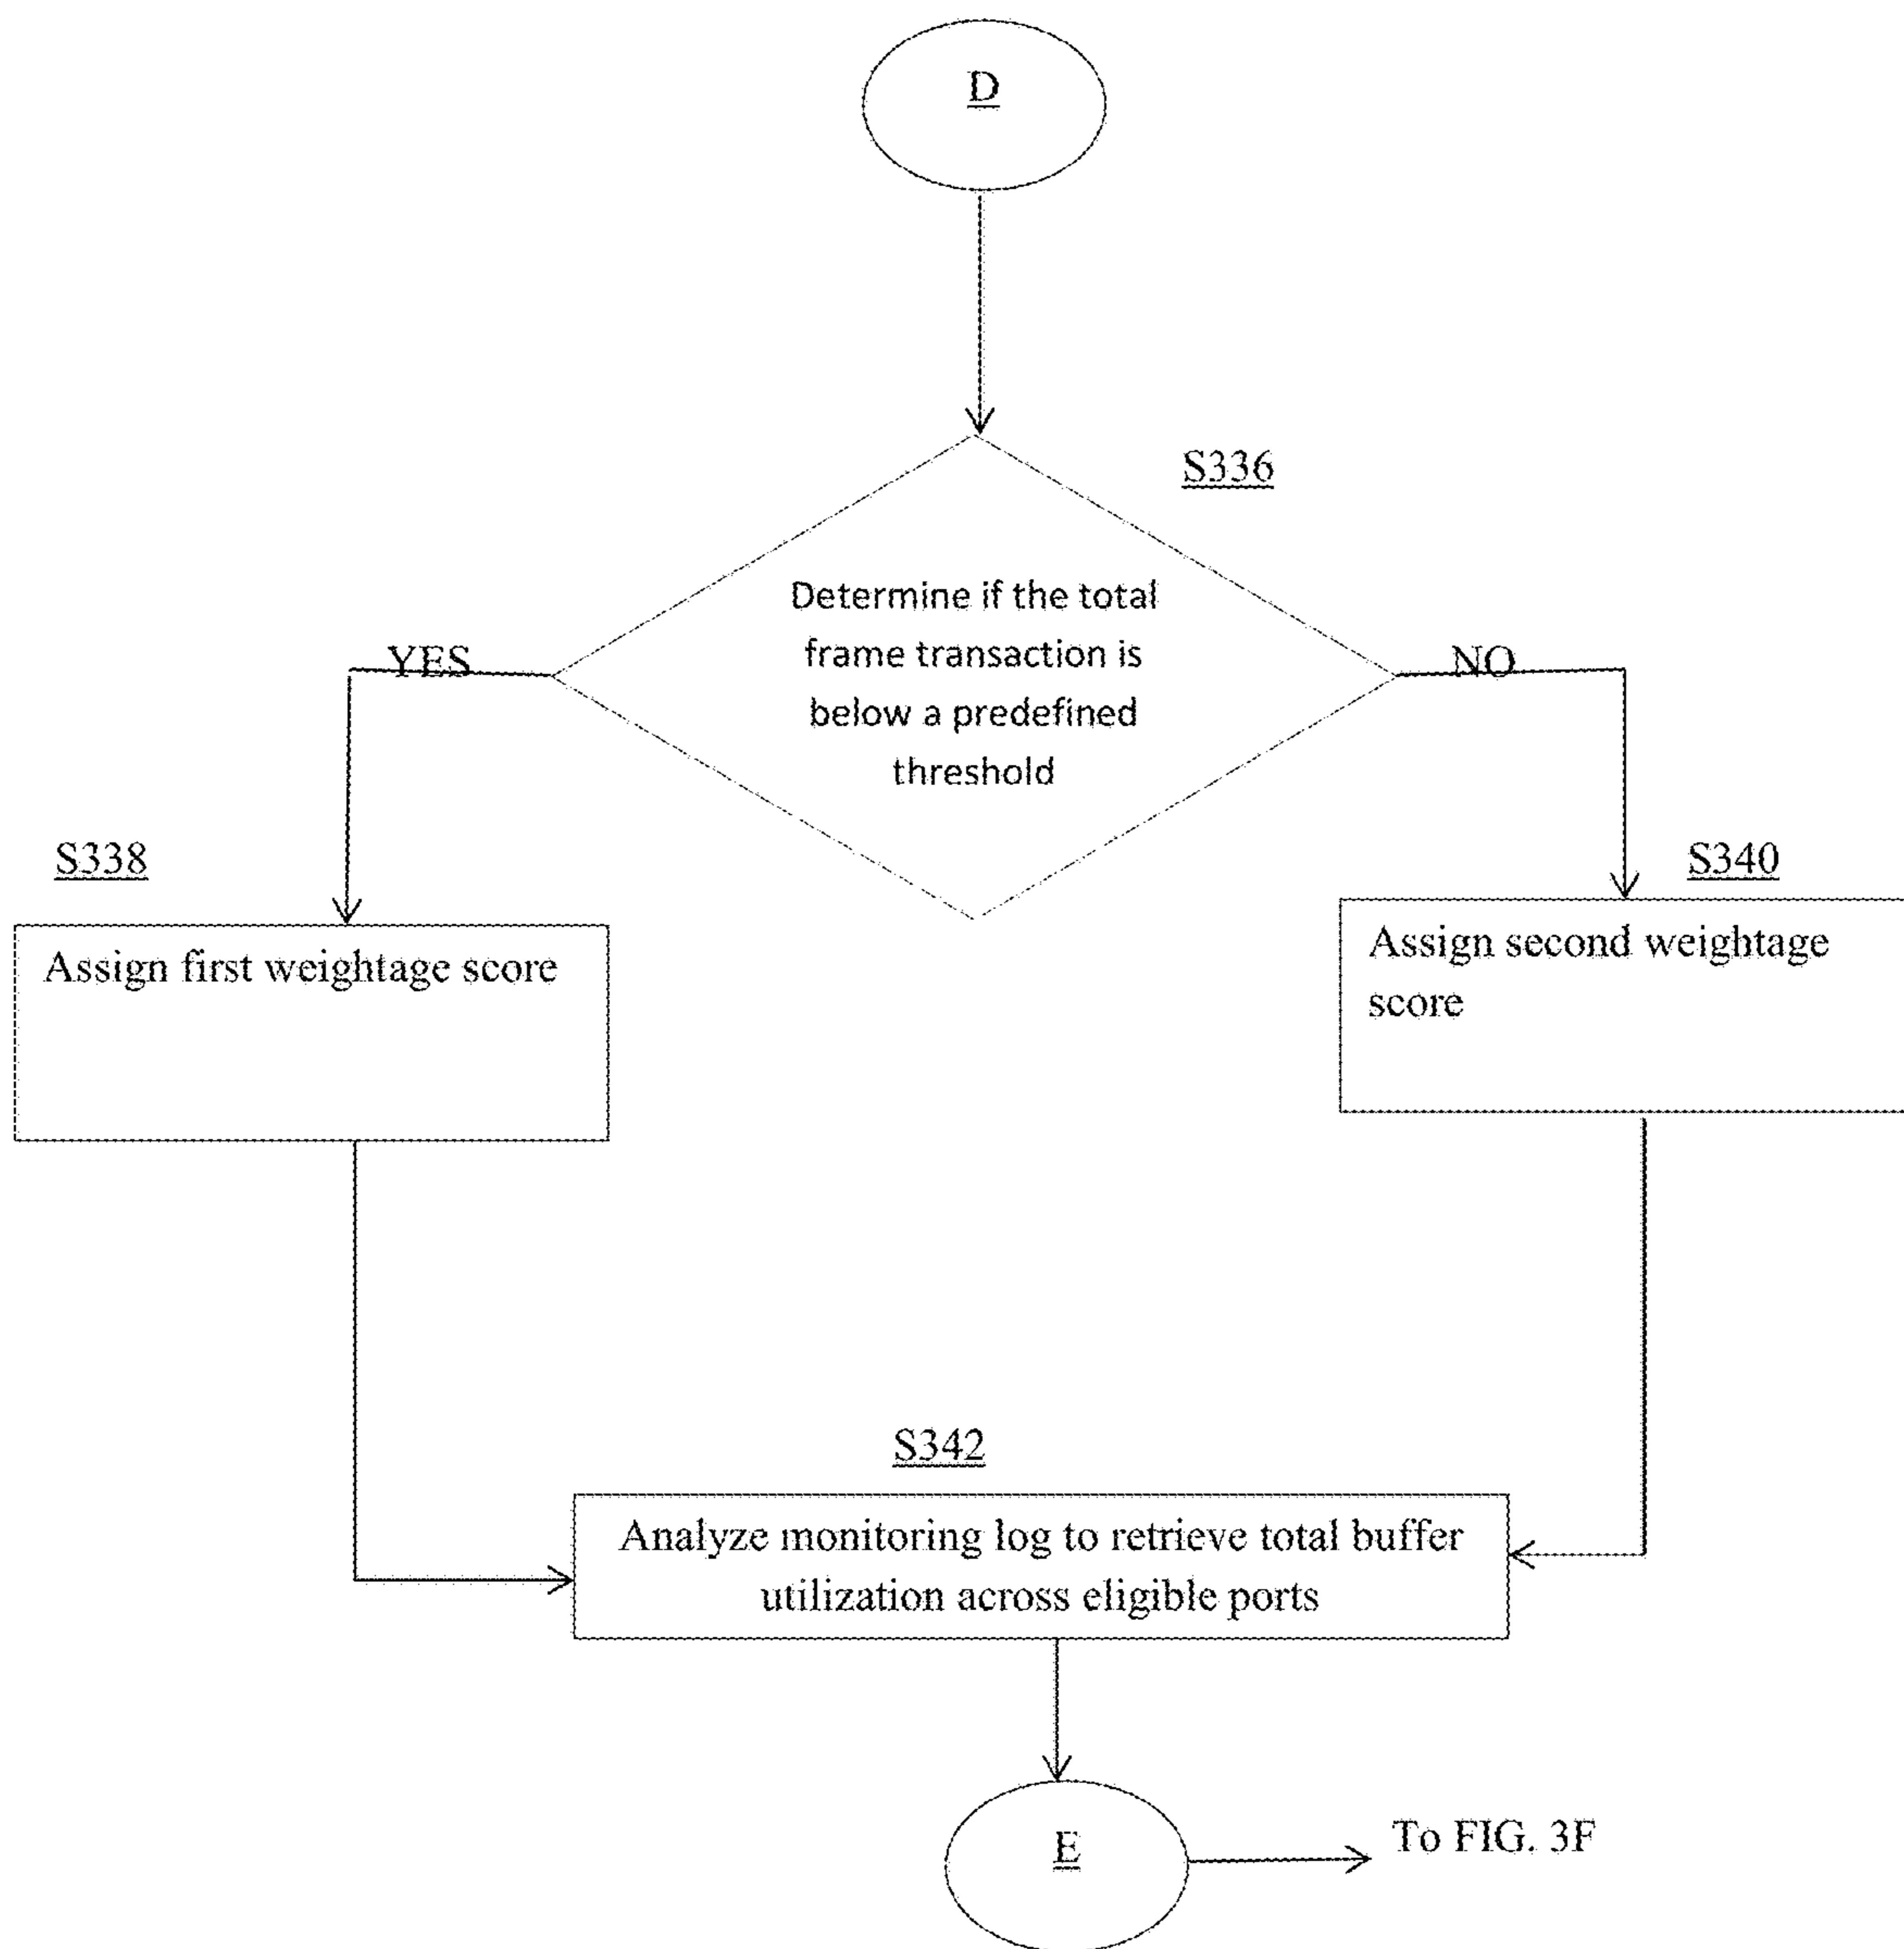 D
S336
Determine if the total
frame transaction is
below a predefined
threshold
YES
NO
S338
S340
Assign first weightage score
Assign second weightage
score
S342
Analyze monitoring log to retrieve total buffer
utilization across eligible ports
E
To FIG. 3F